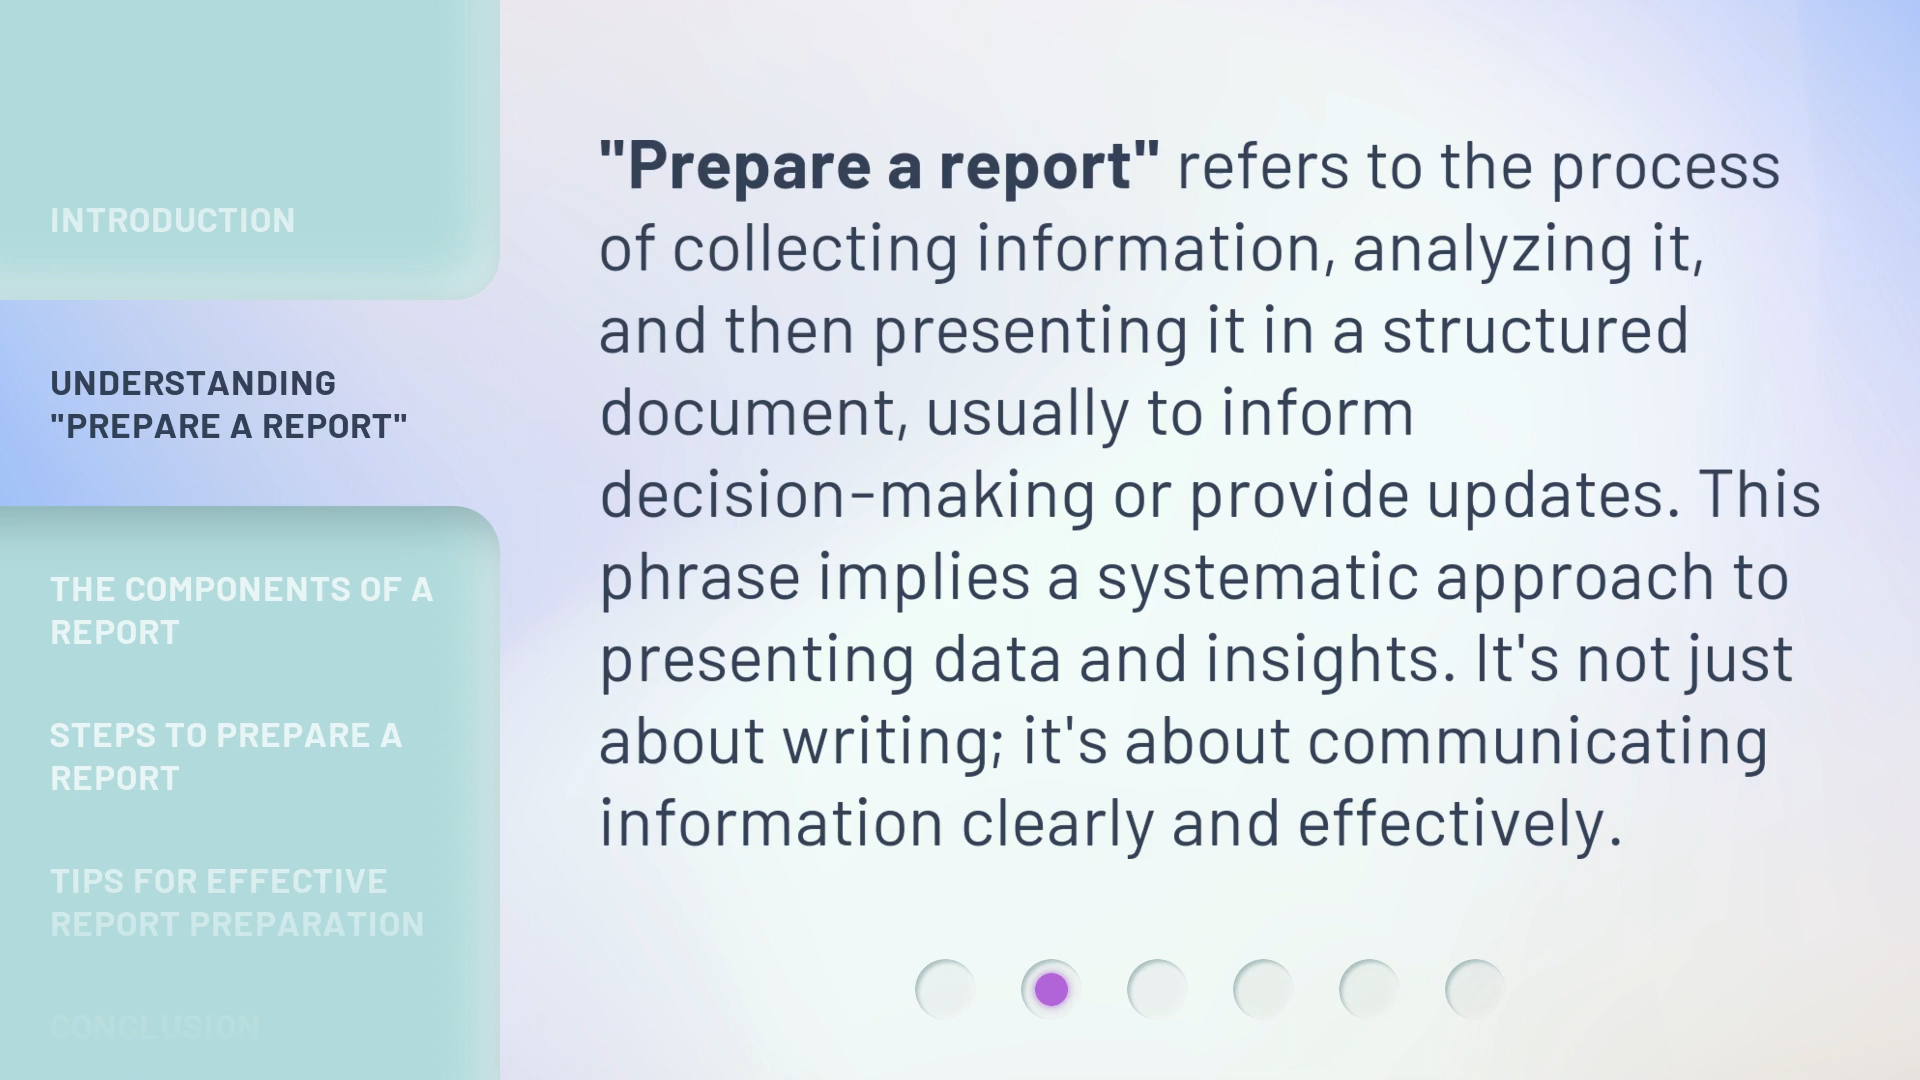 INTRODUCTION
UNDERSTANDING
"PREPARE A REPORT"
THE COMPONENTS OF A
REPORT
STEPS TO PREPARE A
REPORT
TIPS FOR EFFECTIVE
REPORT PREPARATION
CONCLUSION
"Prepare a report" refers to the process
of collecting information, analyzing it,
and then presenting it in a structured
document, usually to inform
decision-making or provide updates. This
phrase implies a systematic approach to
presenting data and insights. It's not just
about writing; it's about communicating
information clearly and effectively.